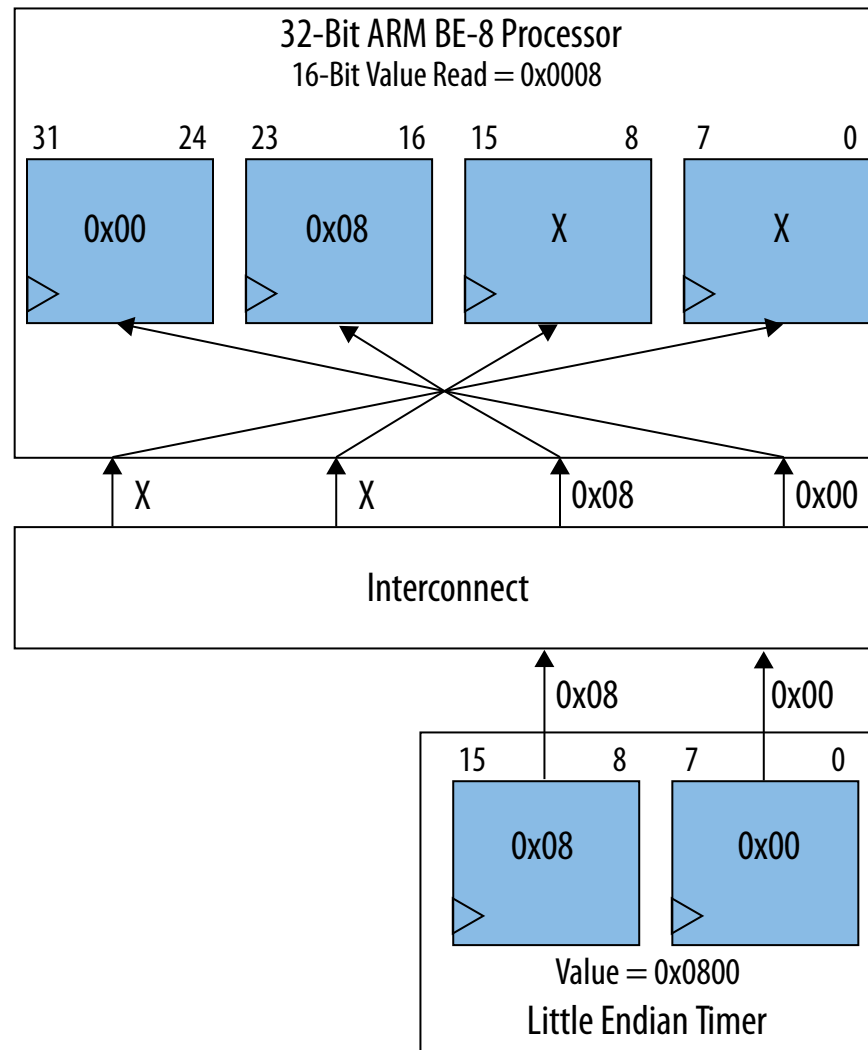 32-Bit ARM BE-8 Processor
16-Bit Value Read = 0x0008
31 24 23 16 15 8 7 0
0x00 0x08 X X
X X 0x08 0x00
Interconnect
0x08 0x00
15 8 7 0
0x08 0x00
Value = 0x0800
Little Endian Timer